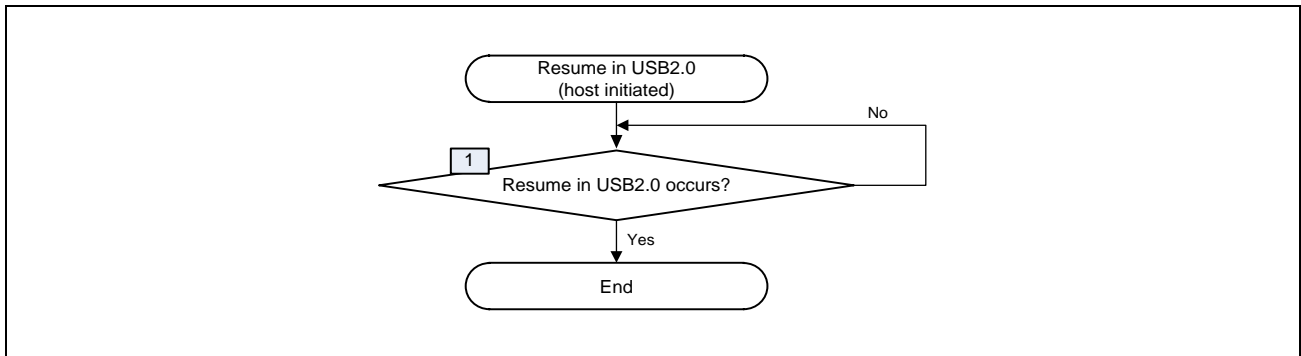 Resume in USB2.0
(host initiated)
No
1
Resume in USB2.0 occurs?
Yes
End